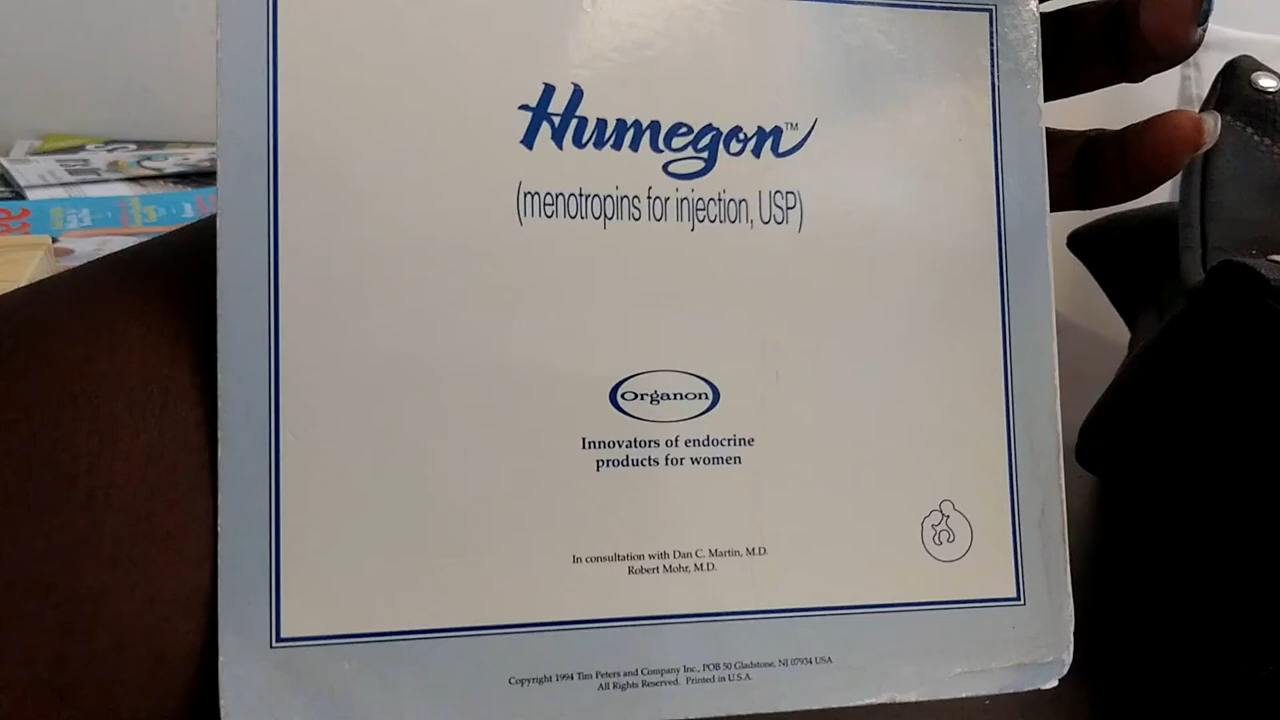 Humegon™
(menotropins for injection, USP)
Organon
Innovators of endocrine
products for women
In consultation with Dan C. Martin, M.D.
Robert Mohr, M.D.
Copyright 1994 Tim Peters and Company Inc., POB 50 Gladstone, NJ 07934 USA
All Rights Reserved. Printed in U.S.A.